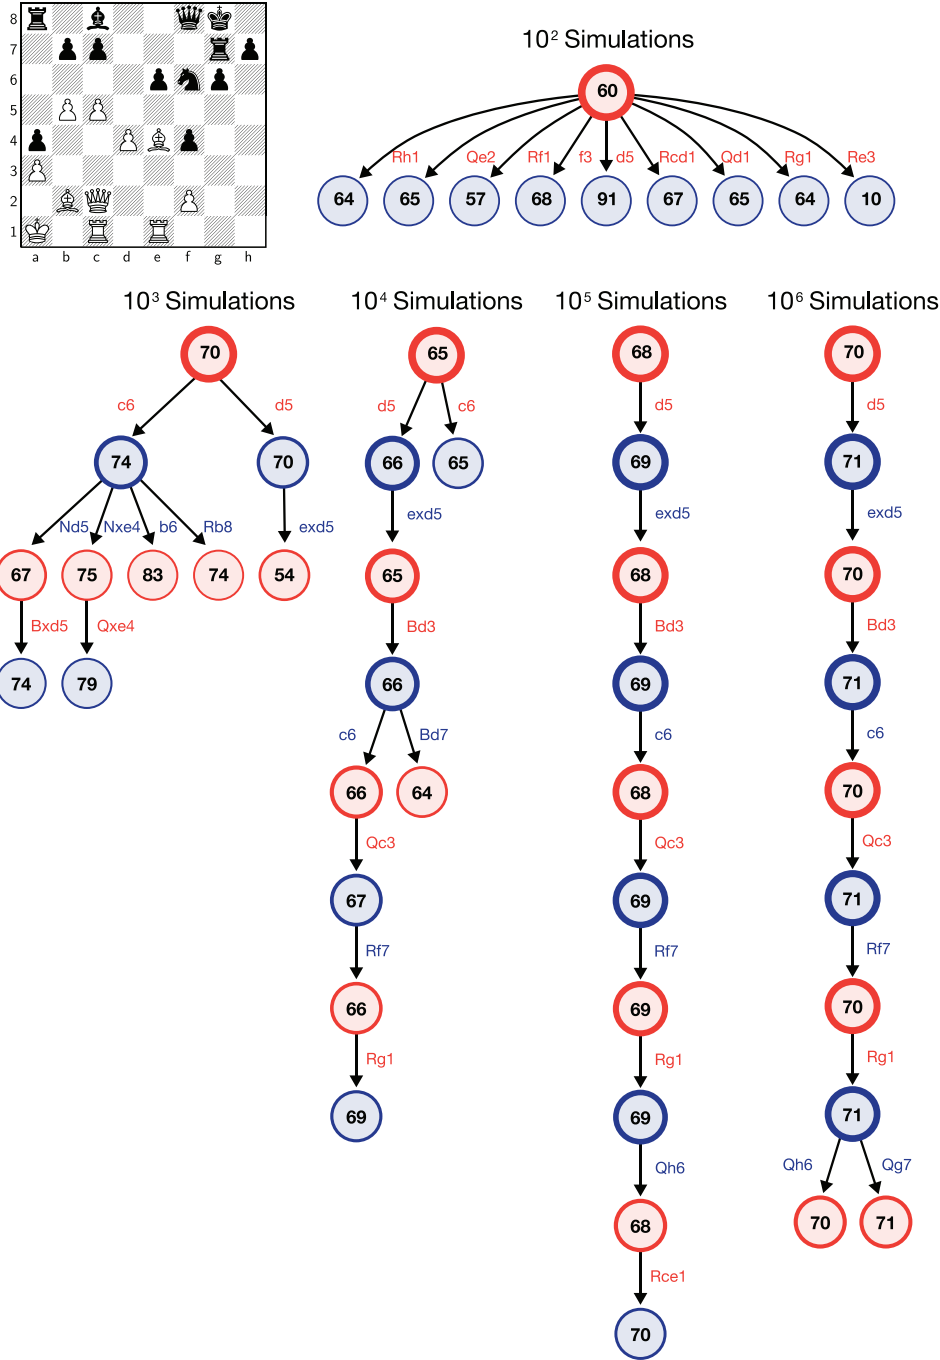 8
7
6
5
4
3
2
1
a b c d e f g h
10² Simulations
60
Rh1 Qe2 Rf1 f3 d5 Rcd1 Qd1 Rg1 Re3
64 65 57 68 91 67 65 64 10
10³ Simulations
70
c6 d5
74 70
Nd5 Nxe4 b6 Rb8 exd5
67 75 83 74 54
Bxd5 Qxe4
74 79
10⁴ Simulations
65
d5 c6
66 65
exd5
65
Bd3
66
c6 Bd7
66 64
Qc3
67
Rf7
66
Rg1
69
10⁵ Simulations
68
d5
69
exd5
68
Bd3
69
c6
68
Qc3
69
Rf7
69
Rg1
69
Qh6
68
Rce1
70
10⁶ Simulations
70
d5
71
exd5
70
Bd3
71
c6
70
Qc3
71
Rf7
70
Rg1
71
Qh6 Qg7
70 71